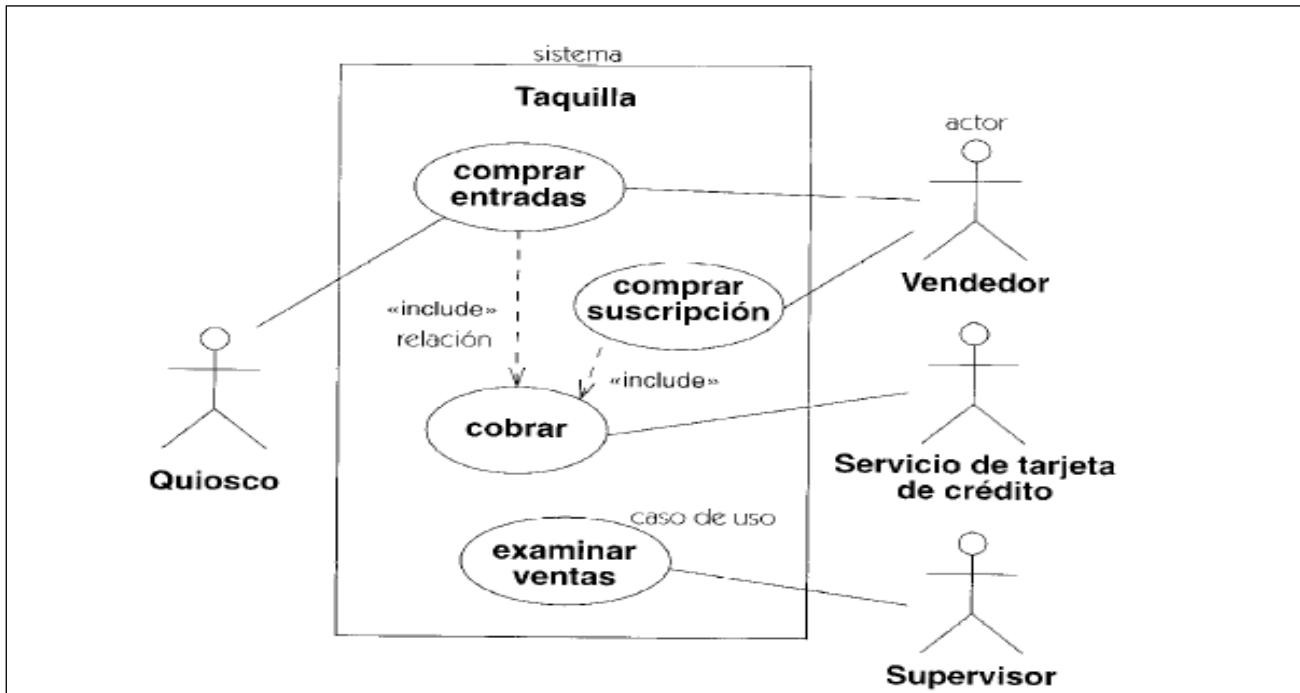 sistema
Taquilla
actor
comprar
entradas
Vendedor
comprar
suscripción
«include»
relación
«include»
cobrar
Quiosco
Servicio de tarjeta
de crédito
caso de uso
examinar
ventas
Supervisor